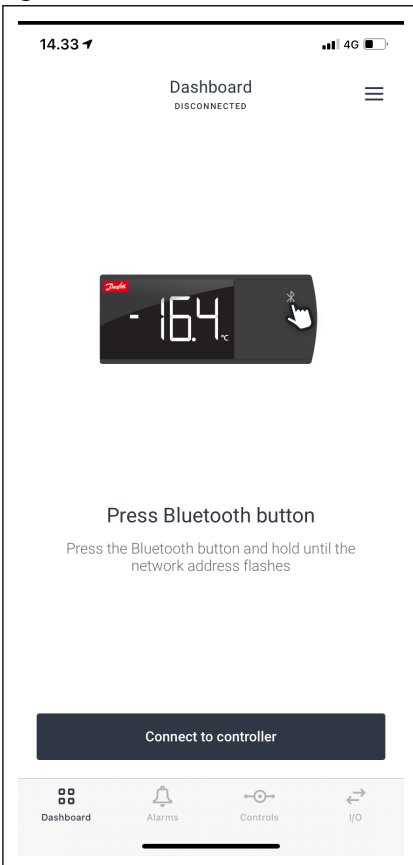 14.33
4G
Dashboard
DISCONNECTED
Danfoss
-16.4 °C
Press Bluetooth button
Press the Bluetooth button and hold until the
network address flashes
Connect to controller
Dashboard Alarms Controls I/O